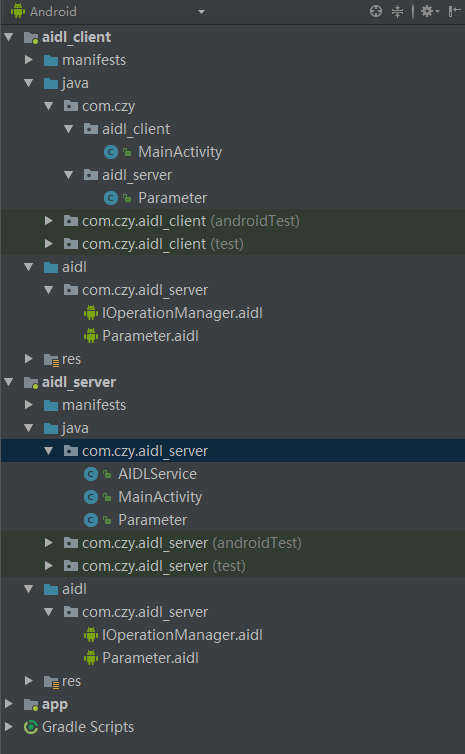 Android
aidl_client
manifests
java
com.czy
aidl_client
MainActivity
aidl_server
Parameter
com.czy.aidl_client (androidTest)
com.czy.aidl_client (test)
aidl
com.czy.aidl_server
IOperationManager.aidl
Parameter.aidl
res
aidl_server
manifests
java
com.czy.aidl_server
AIDLService
MainActivity
Parameter
com.czy.aidl_server (androidTest)
com.czy.aidl_server (test)
aidl
com.czy.aidl_server
IOperationManager.aidl
Parameter.aidl
res
app
Gradle Scripts